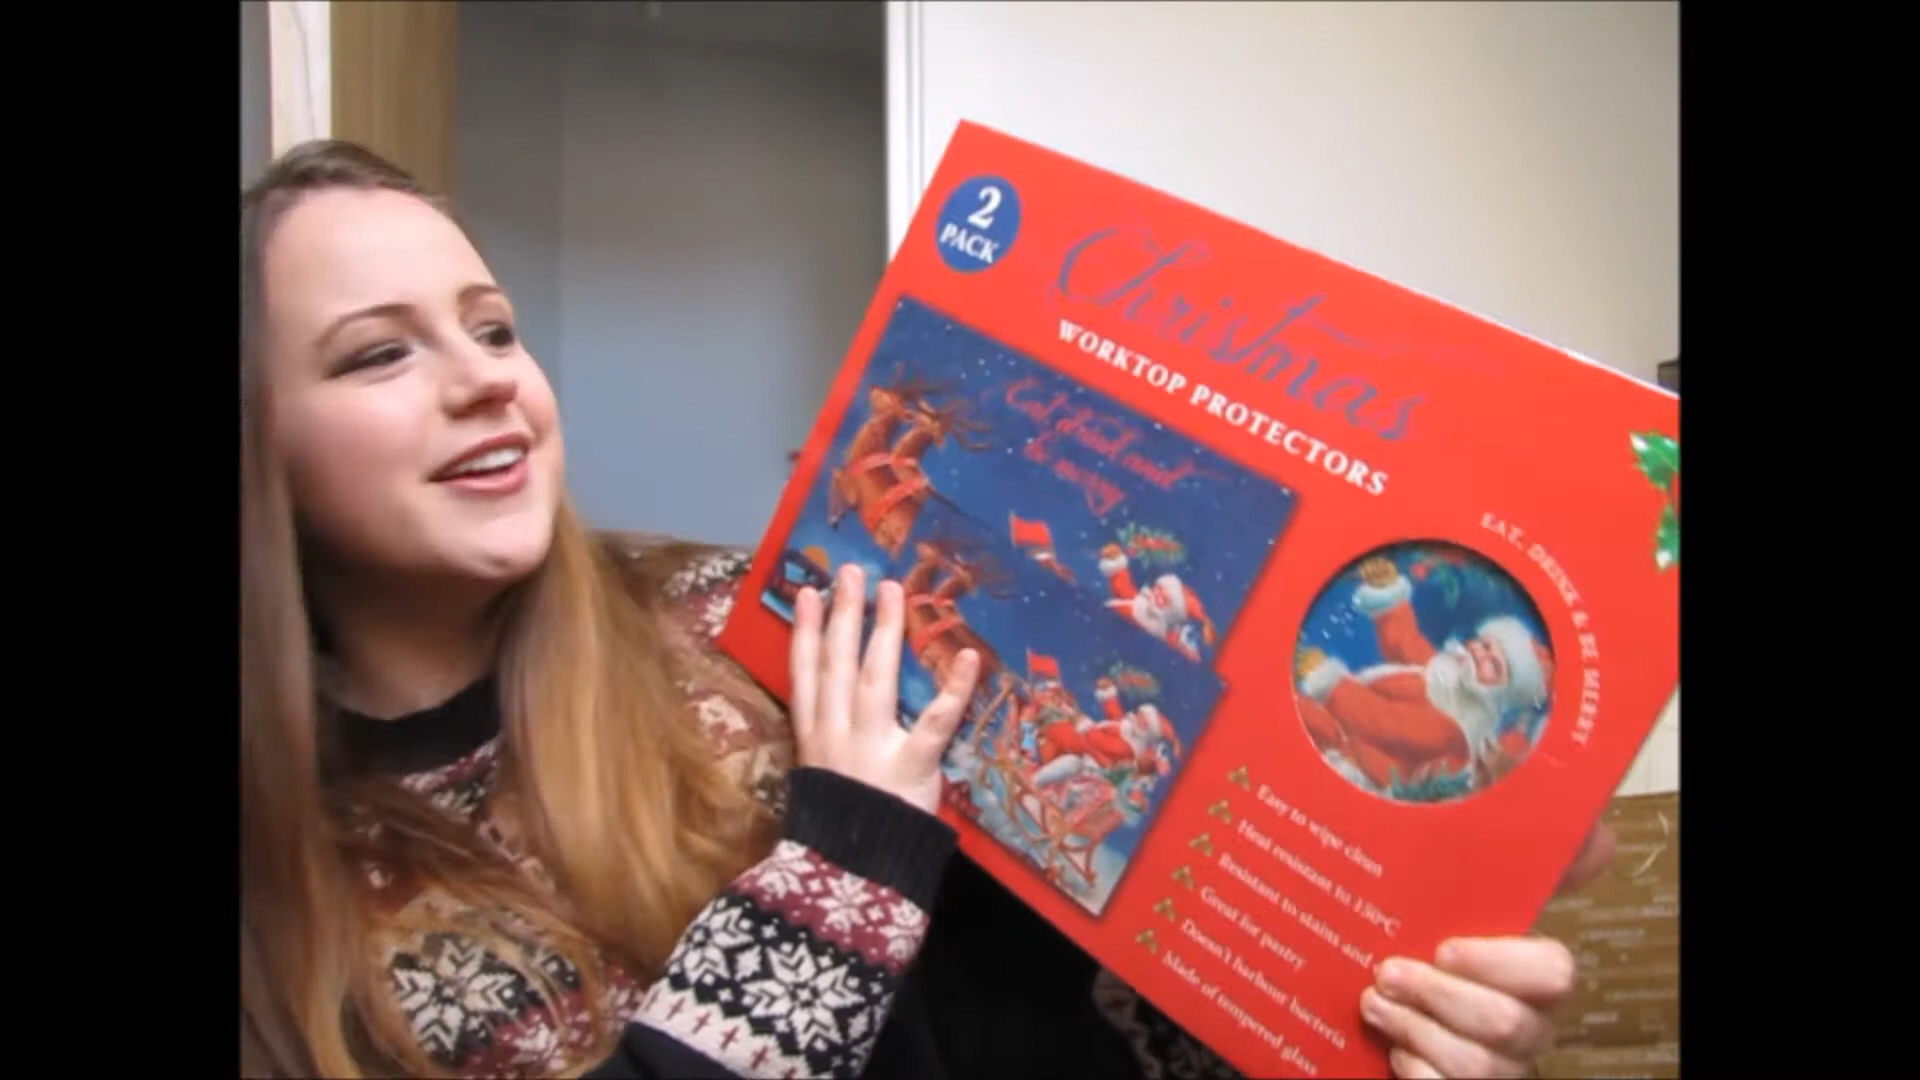 2
PACK
Christmas
WORKTOP PROTECTORS
Eat drink and
be merry
EAT, DRINK & BE MERRY
Easy to wipe clean
Heat resistant to 150°C
Resistant to stains and
Great for pastry
Doesn't harbour bacteria
Made of tempered glass